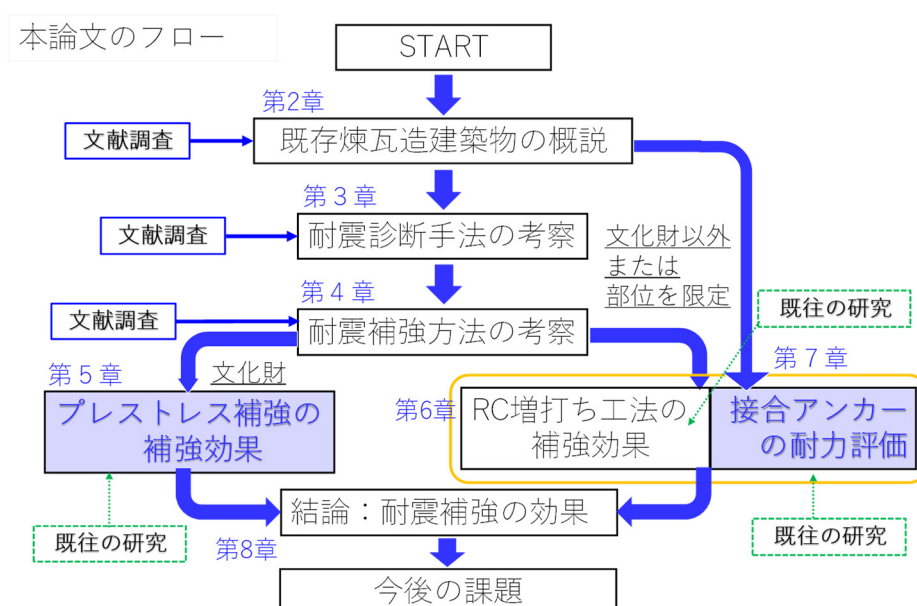 本論文のフロー
START
第2章
文献調査
既存煉瓦造建築物の概説
第３章
文献調査
耐震診断手法の考察
文化財以外
または
部位を限定
第４章
文献調査
耐震補強方法の考察
既往の研究
第５章
文化財
第７章
プレストレス補強の
補強効果
第6章
RC増打ち工法の
補強効果
接合アンカー
の耐力評価
既往の研究
結論：耐震補強の効果
既往の研究
第8章
今後の課題